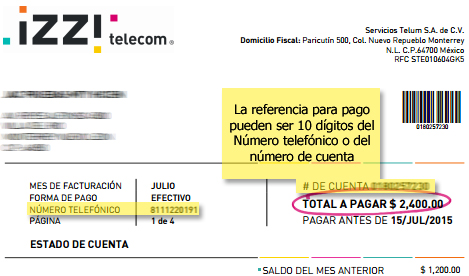 izzi telecom®
Servicios Telum S.A. de C.V.
Domicilio Fiscal: Paricutín 500, Col. Nuevo Repueblo Monterrey
N.L. C.P.64700 México
RFC STE010604GK5
La referencia para pago
pueden ser 10 dígitos del
Número telefónico o del
número de cuenta
0180257230
MES DE FACTURACIÓN JULIO
FORMA DE PAGO EFECTIVO
NÚMERO TELEFÓNICO 8111220191
PÁGINA 1 de 4
# DE CUENTA 0180257230
TOTAL A PAGAR $ 2,400.00
PAGAR ANTES DE 15/JUL/2015
ESTADO DE CUENTA
SALDO DEL MES ANTERIOR $ 1,200.00